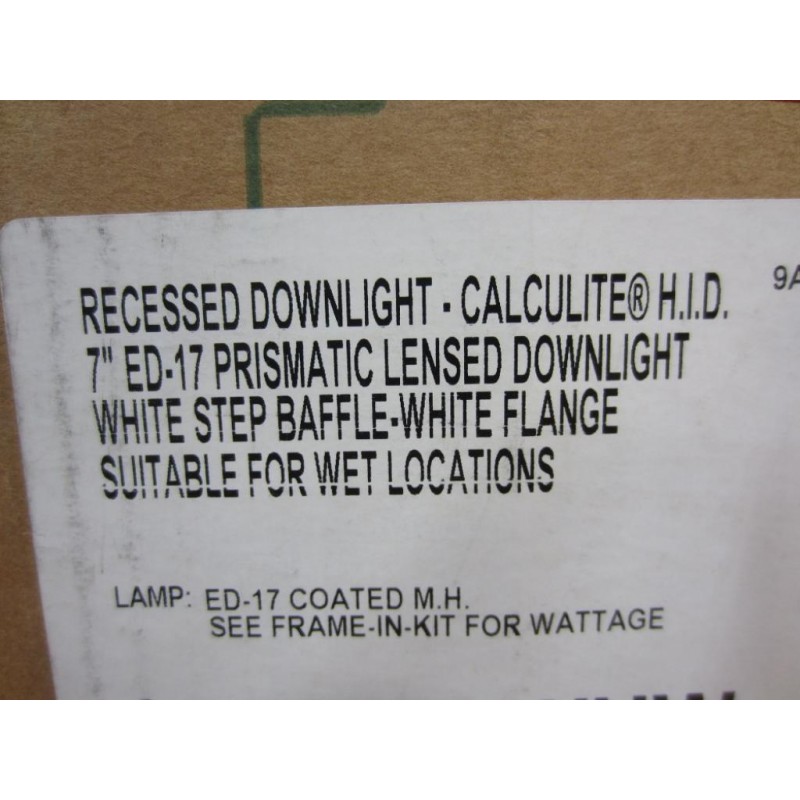 RECESSED DOWNLIGHT - CALCULITE® H.I.D.
7" ED-17 PRISMATIC LENSED DOWNLIGHT
WHITE STEP BAFFLE-WHITE FLANGE
SUITABLE FOR WET LOCATIONS
LAMP: ED-17 COATED M.H.
SEE FRAME-IN-KIT FOR WATTAGE